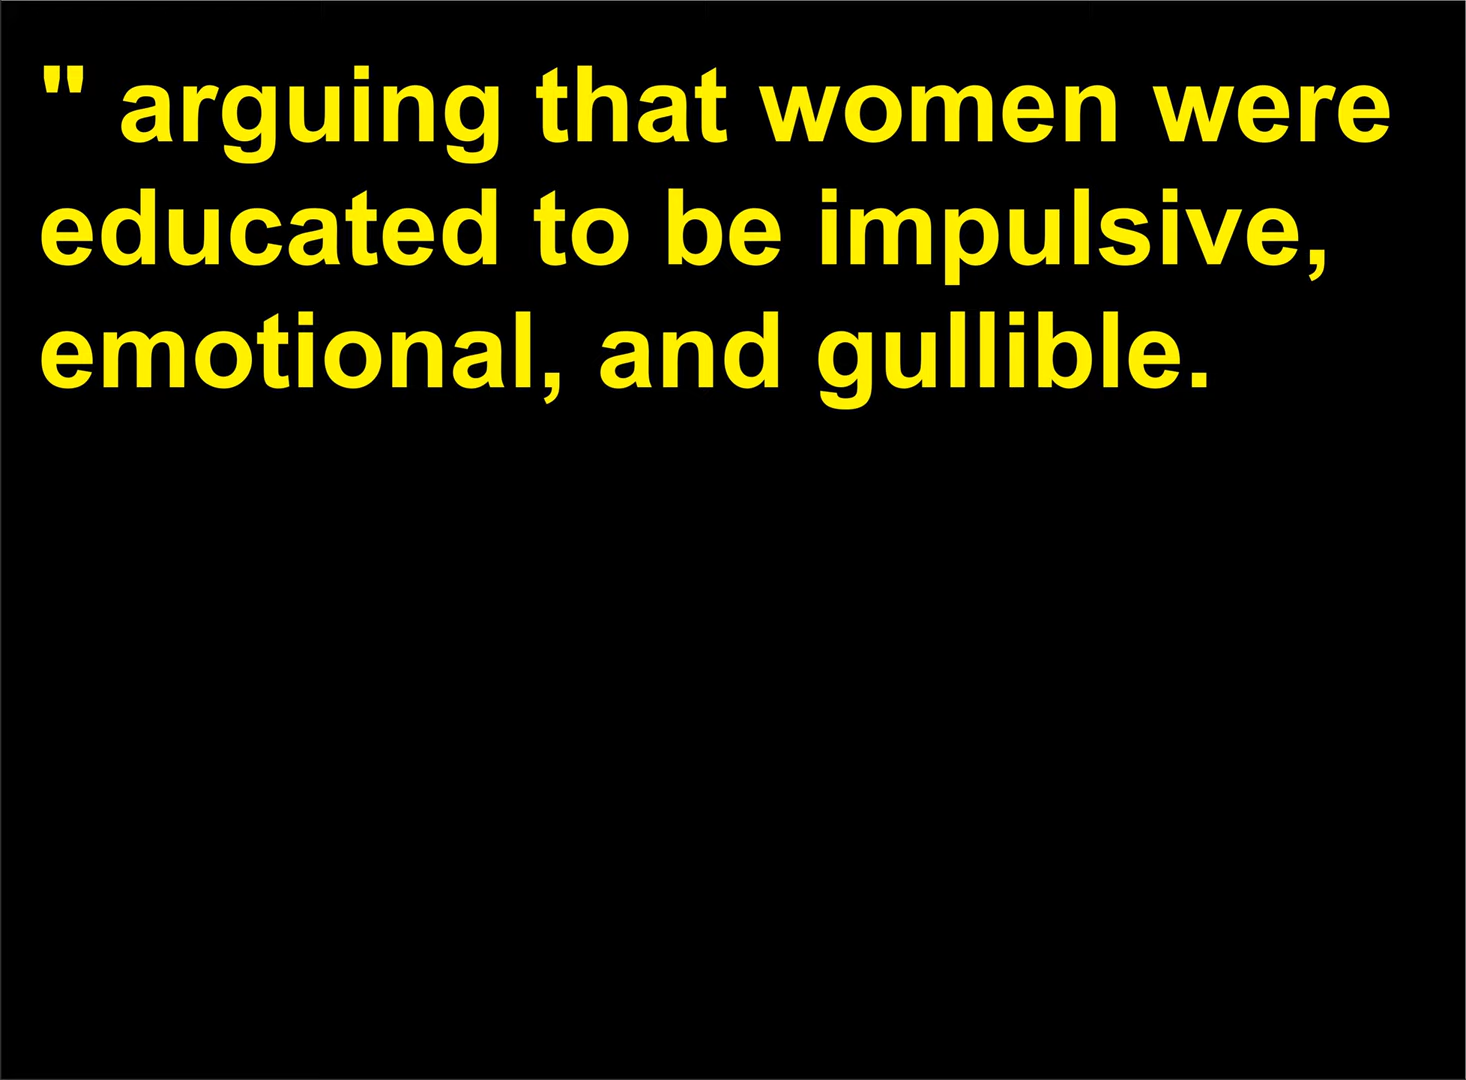 " arguing that women were
educated to be impulsive,
emotional, and gullible.